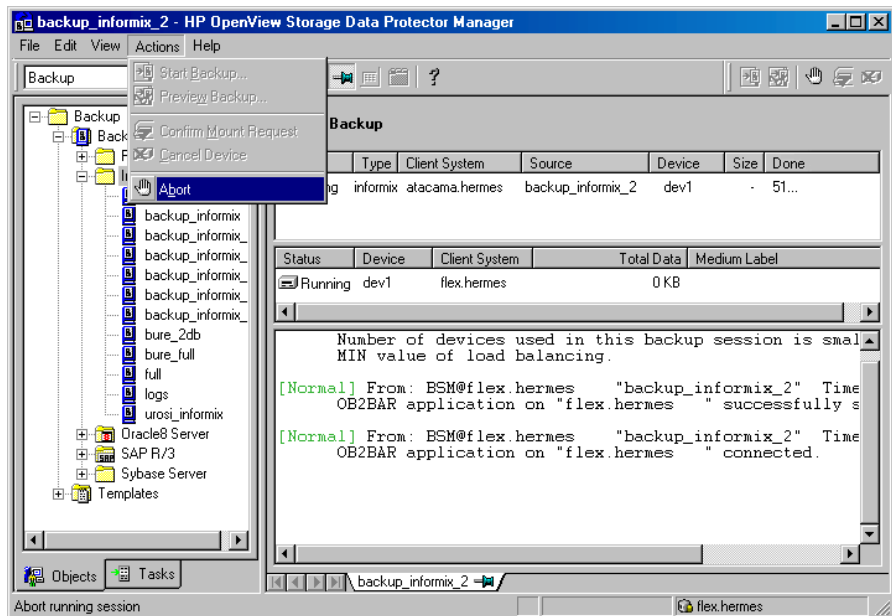 backup_informix_2 - HP OpenView Storage Data Protector Manager
File Edit View Actions Help
Backup
Start Backup...
Preview Backup...
Confirm Mount Request
Cancel Device
Abort
Backup
Back
backup_informix
backup_informix_
backup_informix_
backup_informix_
backup_informix_
backup_informix_
bure_2db
bure_full
full
logs
urosi_informix
Oracle8 Server
SAP R/3
Sybase Server
Templates
Objects Tasks
Backup
Type Client System Source Device Size Done
informix atacama.hermes backup_informix_2 dev1 - 51...
Status Device Client System Total Data Medium Label
Running dev1 flex.hermes 0 KB
Number of devices used in this backup session is smal
MIN value of load balancing.
[Normal] From: BSM@flex.hermes "backup_informix_2" Time
OB2BAR application on "flex.hermes " successfully s
[Normal] From: BSM@flex.hermes "backup_informix_2" Time
OB2BAR application on "flex.hermes " connected.
backup_informix_2
Abort running session
flex.hermes